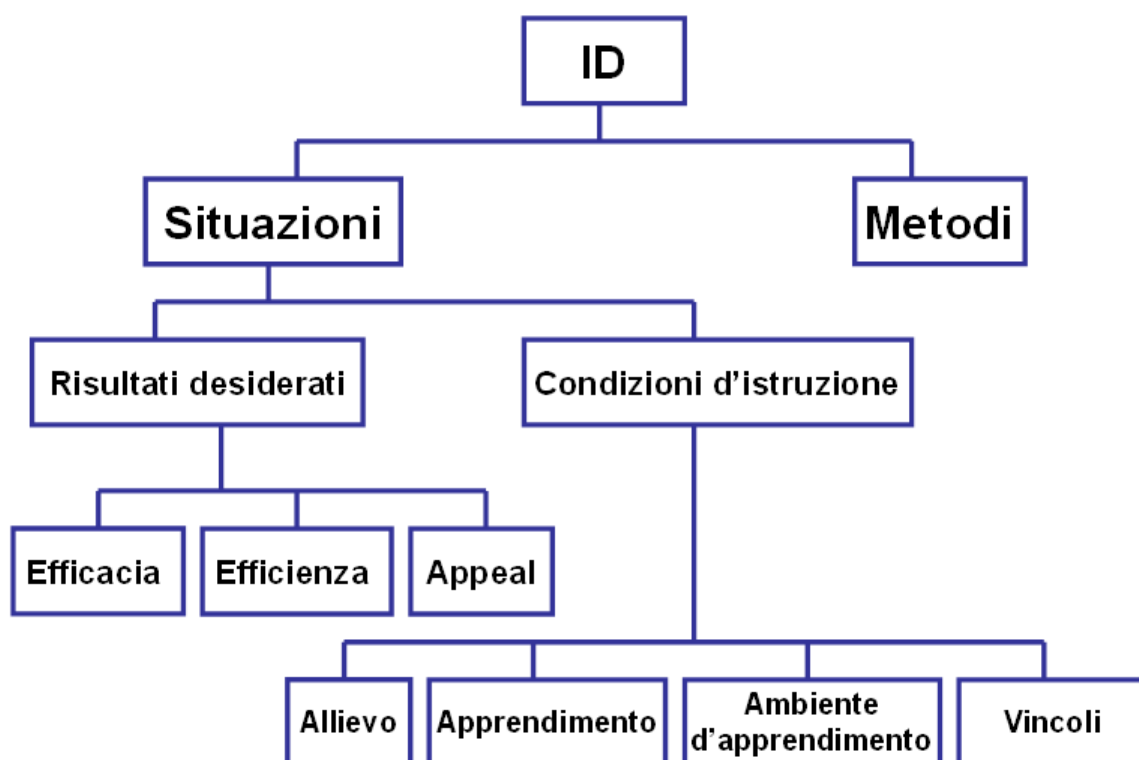 ID
Situazioni
Metodi
Risultati desiderati
Condizioni d’istruzione
Efficacia
Efficienza
Appeal
Allievo
Apprendimento
Ambiente
d’apprendimento
Vincoli